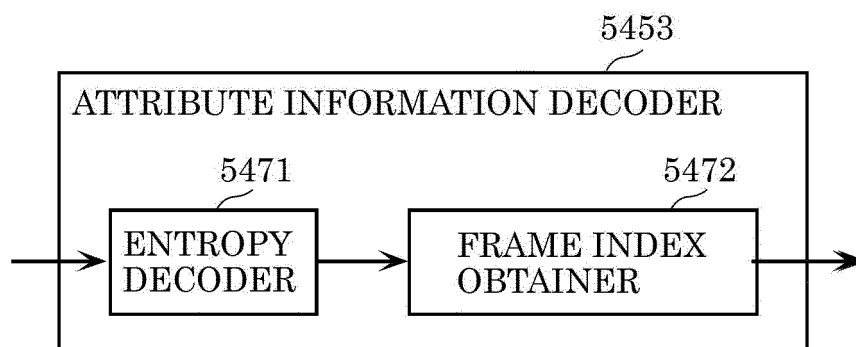 5453
ATTRIBUTE INFORMATION DECODER
5471
5472
ENTROPY
DECODER
FRAME INDEX
OBTAINER